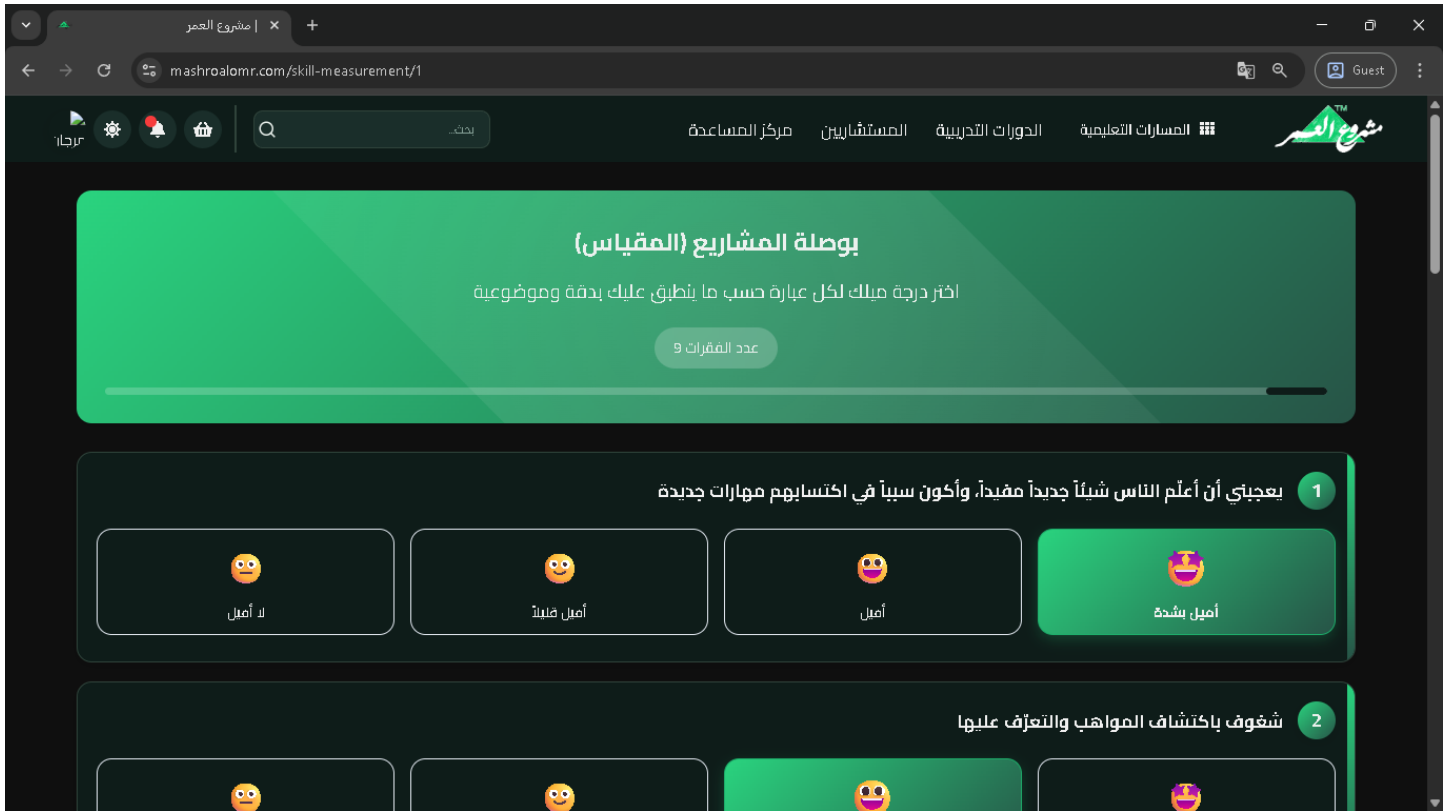 مشروع العمر |
mashroalomr.com/skill-measurement/1
Guest
مشروع العمر TM
المسارات التعليمية
الدورات التدريبية
المستشاريين
مركز المساعدة
بحث...
بوصلة المشاريع (المقياس)
اختر درجة ميلك لكل عبارة حسب ما ينطبق عليك بدقة وموضوعية
عدد الفقرات 9
1 يعجبني أن أعلّم الناس شيئاً جديداً مفيداً، وأكون سبباً في اكتسابهم مهارات جديدة
أميل بشدة
أميل
أميل قليلاً
لا أميل
2 شغوف باكتشاف المواهب والتعرّف عليها